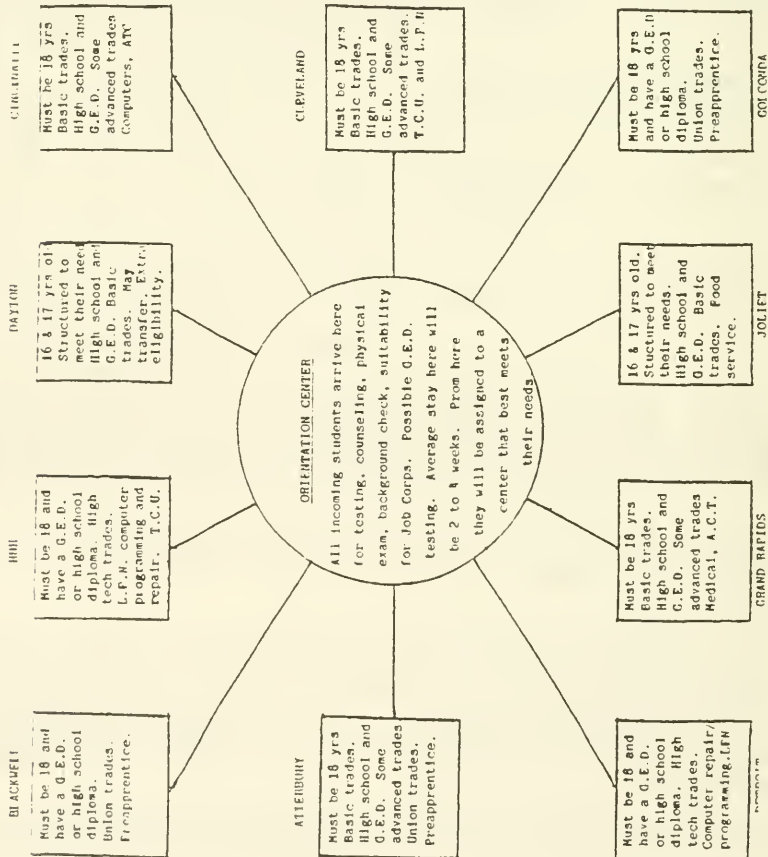 BLACKWELL
Must be 18 and
have a G.E.D.
or high school
diploma.
Union trades.
Preapprentice.
Must be 18 and
have a G.E.D.
or high school
diploma. High
tech trades.
L.P.N. computer
programming and
repair. T.C.U.
DAYTON
16 & 17 yrs old
Structured to
meet their need
High school and
G.E.D. Basic
trades. May
transfer. Extra
eligibility.
CINCINNATI
Must be 18 yrs
Basic trades.
High school and
G.E.D. Some
advanced trades
Computers,
ATTERBURY
Must be 18 yrs
Basic trades.
High school and
G.E.D. Some
advanced trades
Union trades.
Preapprentice.
ORIENTATION CENTER
All incoming students arrive here
for testing, counseling, physical
exam, background check, suitability
for Job Corps. Possible G.E.D.
testing. Average stay here will
be 2 to 4 weeks. From here
they will be assigned to a
center that best meets
their needs
CLEVELAND
Must be 18 yrs
Basic trades.
High school and
G.E.D. Some
advanced trades.
T.C.U. and L.P.N
Must be 18 and
have a G.E.D.
or high school
diploma. High
tech trades.
Computer repair/
programming.LPN
Must be 18 yrs
Basic trades.
High school and
G.E.D. Some
advanced trades
Medical, A.C.T.
GRAND RAPIDS
16 & 17 yrs old.
Stuctured to meet
their needs.
High school and
G.E.D. Basic
trades. Food
service.
JOLIET
Must be 18 yrs
and have a G.E.D
or high school
diploma.
Union trades.
Preapprentice.
GOLCONDA